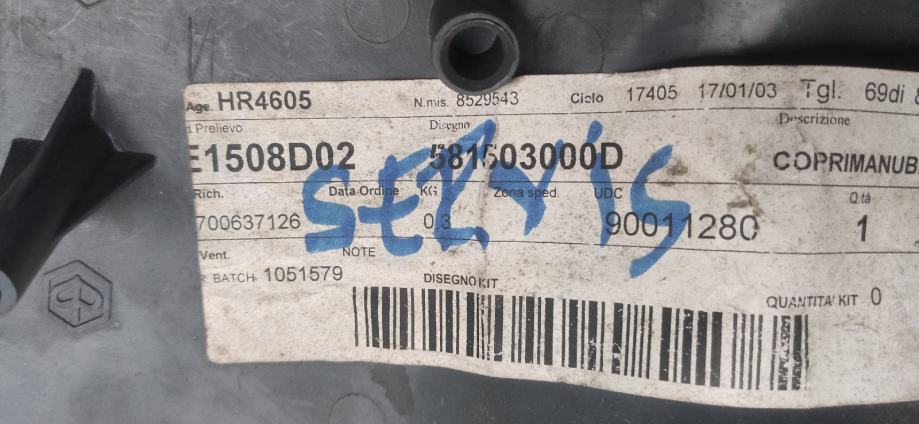 Age. HR4605 N.mis. 8529543 Ciclo 17405 17/01/03 Tgl. 69di
Prelievo Disegno Descrizione
E1508D02 581503000D COPRIMANUB
Rich. Data Ordine KG Zona sped. UDC Q.tà
700637126 0,3 90011280 1
Vent. NOTE
BATCH 1051579 DISEGNO KIT QUANTITA' KIT 0